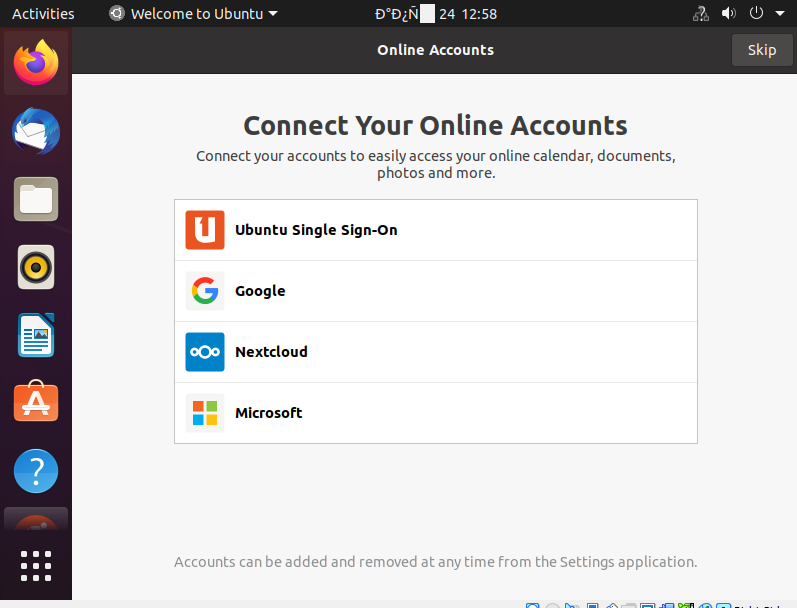 Activities
Welcome to Ubuntu
24 12:58
Online Accounts
Skip
Connect Your Online Accounts
Connect your accounts to easily access your online calendar, documents,
photos and more.
Ubuntu Single Sign-On
Google
Nextcloud
Microsoft
Accounts can be added and removed at any time from the Settings application.